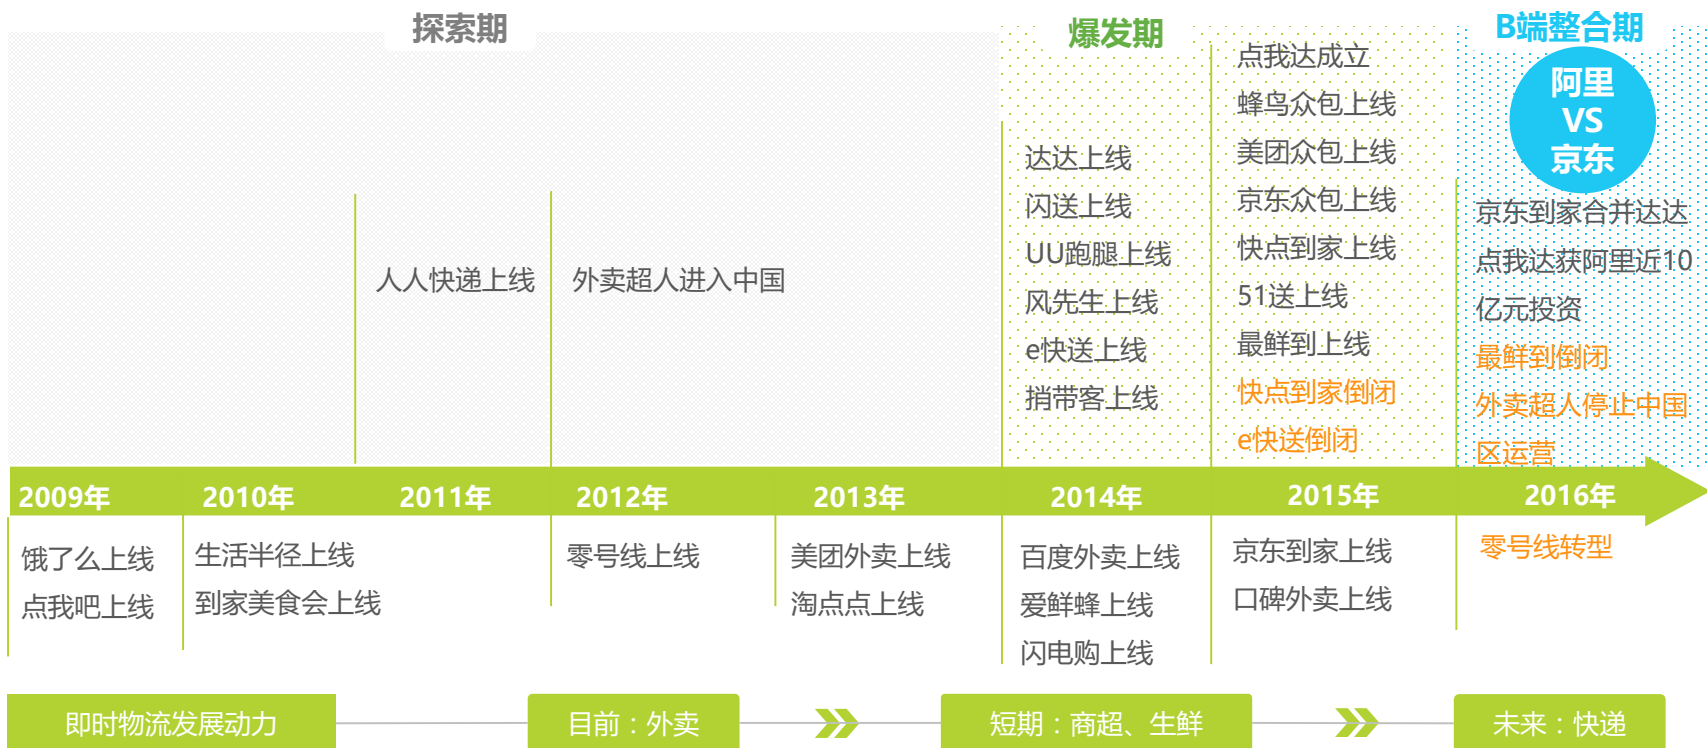 探索期
爆发期
B端整合期
阿里
VS
京东
人人快递上线
外卖超人进入中国
达达上线
闪送上线
UU跑腿上线
风先生上线
e快送上线
捎带客上线
点我达成立
蜂鸟众包上线
美团众包上线
京东众包上线
快点到家上线
51送上线
最鲜到上线
快点到家倒闭
e快送倒闭
京东到家合并达达
点我达获阿里近10
亿元投资
最鲜到倒闭
外卖超人停止中国
区运营
2009年
2010年
2011年
2012年
2013年
2014年
2015年
2016年
饿了么上线
点我吧上线
生活半径上线
到家美食会上线
零号线上线
美团外卖上线
淘点点上线
百度外卖上线
爱鲜蜂上线
闪电购上线
京东到家上线
口碑外卖上线
零号线转型
即时物流发展动力
目前：外卖
短期：商超、生鲜
未来：快递